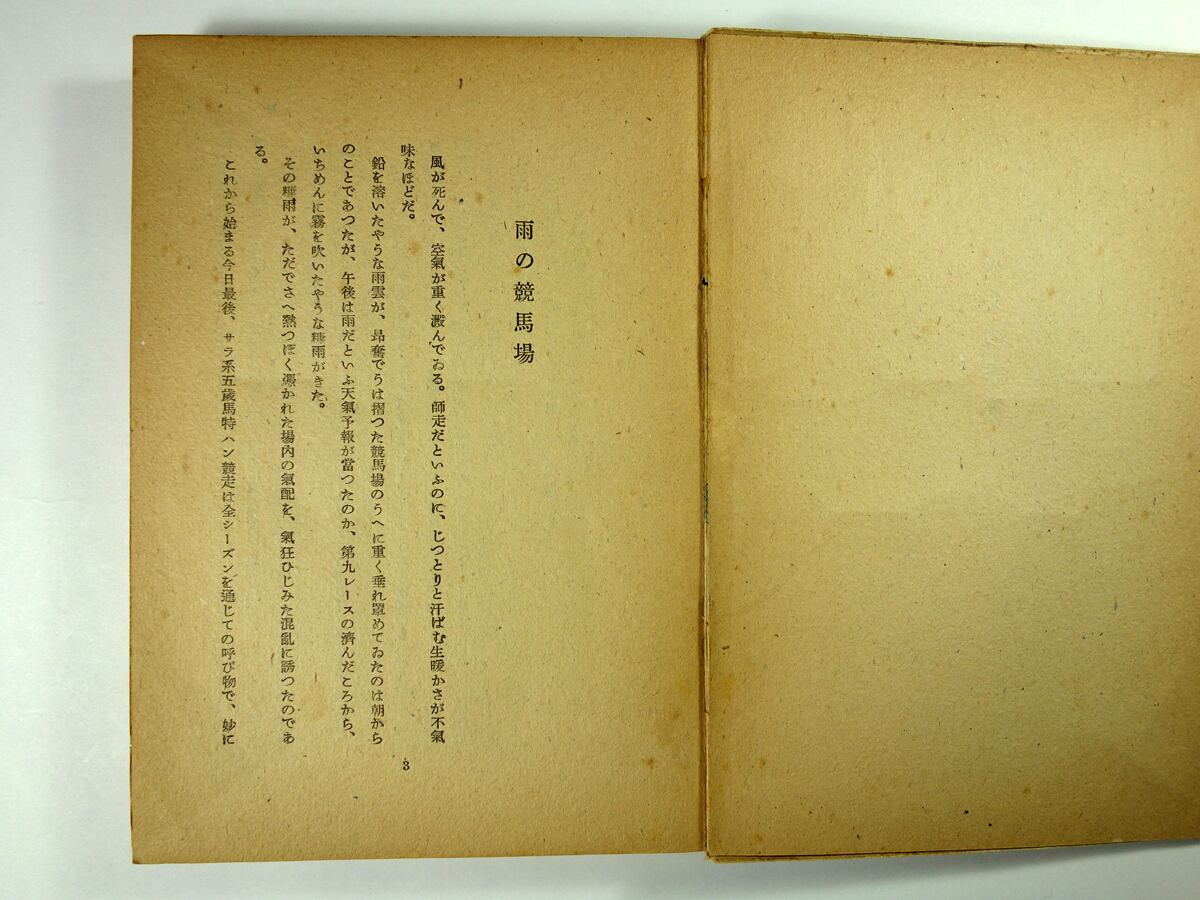 雨の競馬場
風が死んで、空氣が重く澱んでゐる。師走だといふのに、じつとりと汗ばむ生暖かさが不氣
味なほどだ。
鉛を溶いたやうな雨雲が、昂奮でうは摺つた競馬場のうへに重く垂れ罩めてゐたのは朝から
のことであつたが、午後は雨だといふ天氣予報が當つたのか、第九レースの濟んだころから、
いちめんに霧を吹いたやうな糠雨がきた。
その糠雨が、ただでさへ熱つぽく憑かれた場内の氣配を、氣狂ひじみた混亂に誘つたのであ
る。
これから始まる今日最後、サラ系五歳馬特ハン競走は全シーズンを通じての呼び物で、妙に
3